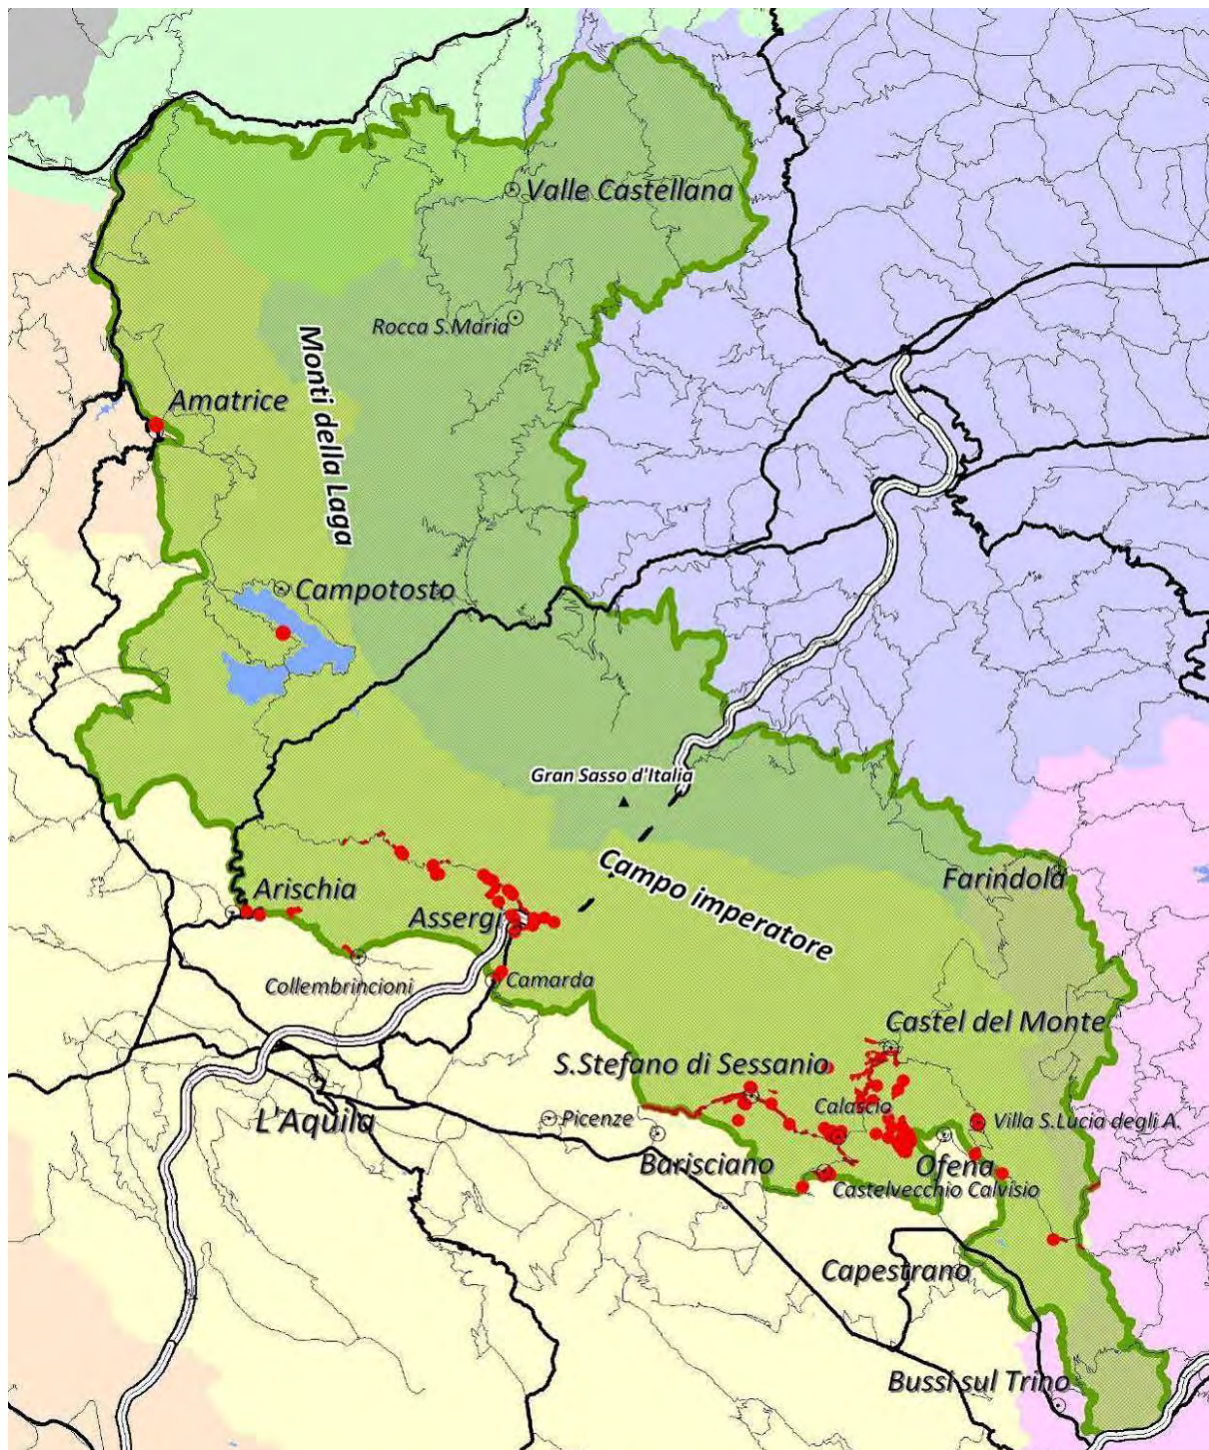 Valle Castellana
Rocca S.Maria
Monti della Laga
Amatrice
Campotosto
Gran Sasso d'Italia
Campo imperatore
Farindola
Arischia
Assergi
Collembrincioni
Camarda
Castel del Monte
S.Stefano di Sessanio
Calascio
L'Aquila
Picenze
Villa S.Lucia degli A.
Barisciano
Ofena
Castelvecchio Calvisio
Capestrano
Bussi sul Trino